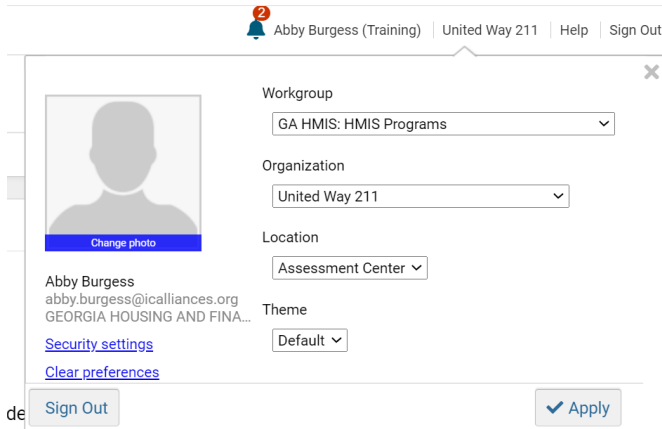 2
Abby Burgess (Training) United Way 211 Help Sign Out
Workgroup
GA HMIS: HMIS Programs
Organization
United Way 211
Location
Assessment Center
Theme
Default
Change photo
Abby Burgess
abby.burgess@icalliances.org
GEORGIA HOUSING AND FINA...
Security settings
Clear preferences
de
Sign Out
Apply